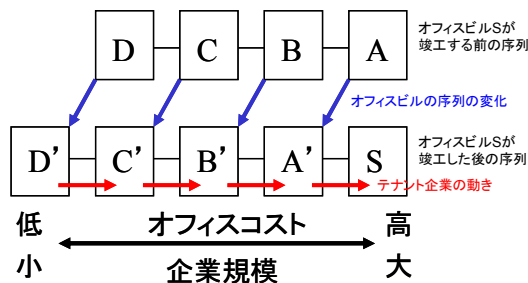 D C B A
オフィスビルSが
竣工する前の序列
オフィスビルの序列の変化
D’ C’ B’ A’ S
オフィスビルSが
竣工した後の序列
テナント企業の動き
低 オフィスコスト 高
小 企業規模 大